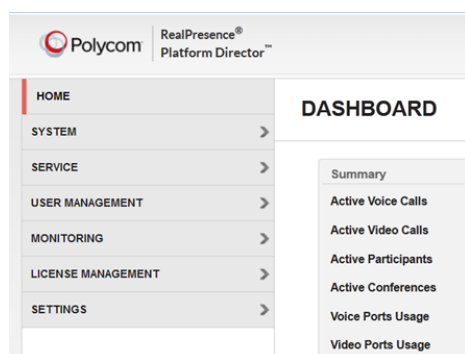 Polycom
RealPresence®
Platform Director™
HOME
SYSTEM
SERVICE
USER MANAGEMENT
MONITORING
LICENSE MANAGEMENT
SETTINGS
DASHBOARD
Summary
Active Voice Calls
Active Video Calls
Active Participants
Active Conferences
Voice Ports Usage
Video Ports Usage